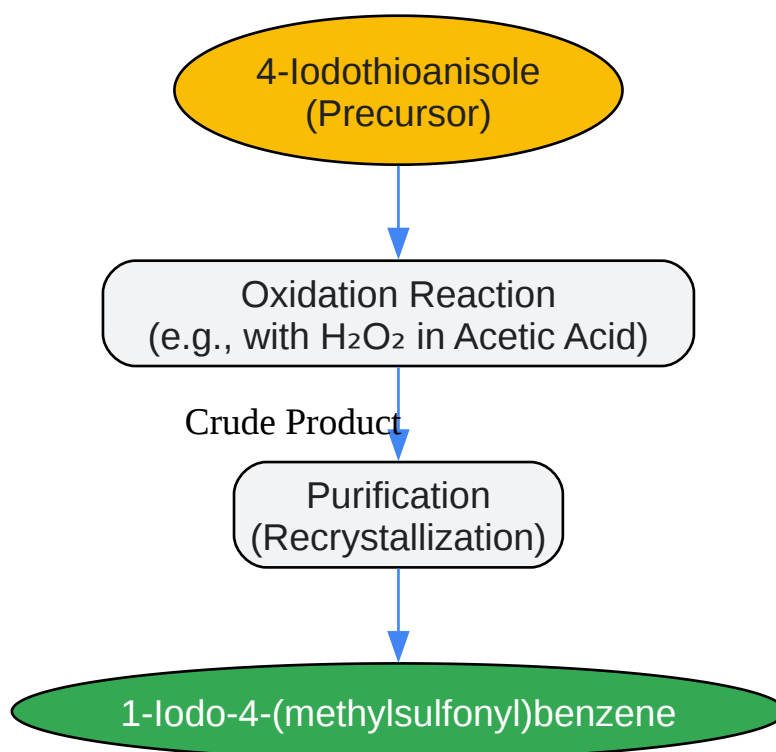 4-Iodothioanisole
(Precursor)
Oxidation Reaction
(e.g., with H₂O₂ in Acetic Acid)
Crude Product
Purification
(Recrystallization)
1-Iodo-4-(methylsulfonyl)benzene